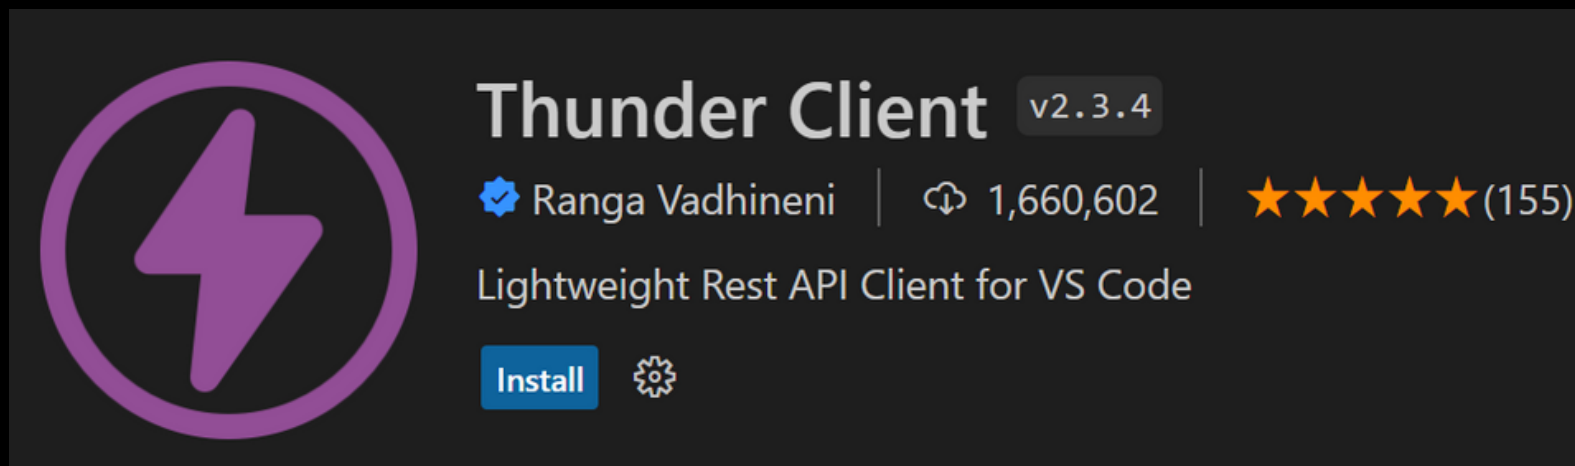 Thunder Client v2.3.4
Ranga Vadhineni 1,660,602 (155)
Lightweight Rest API Client for VS Code
Install